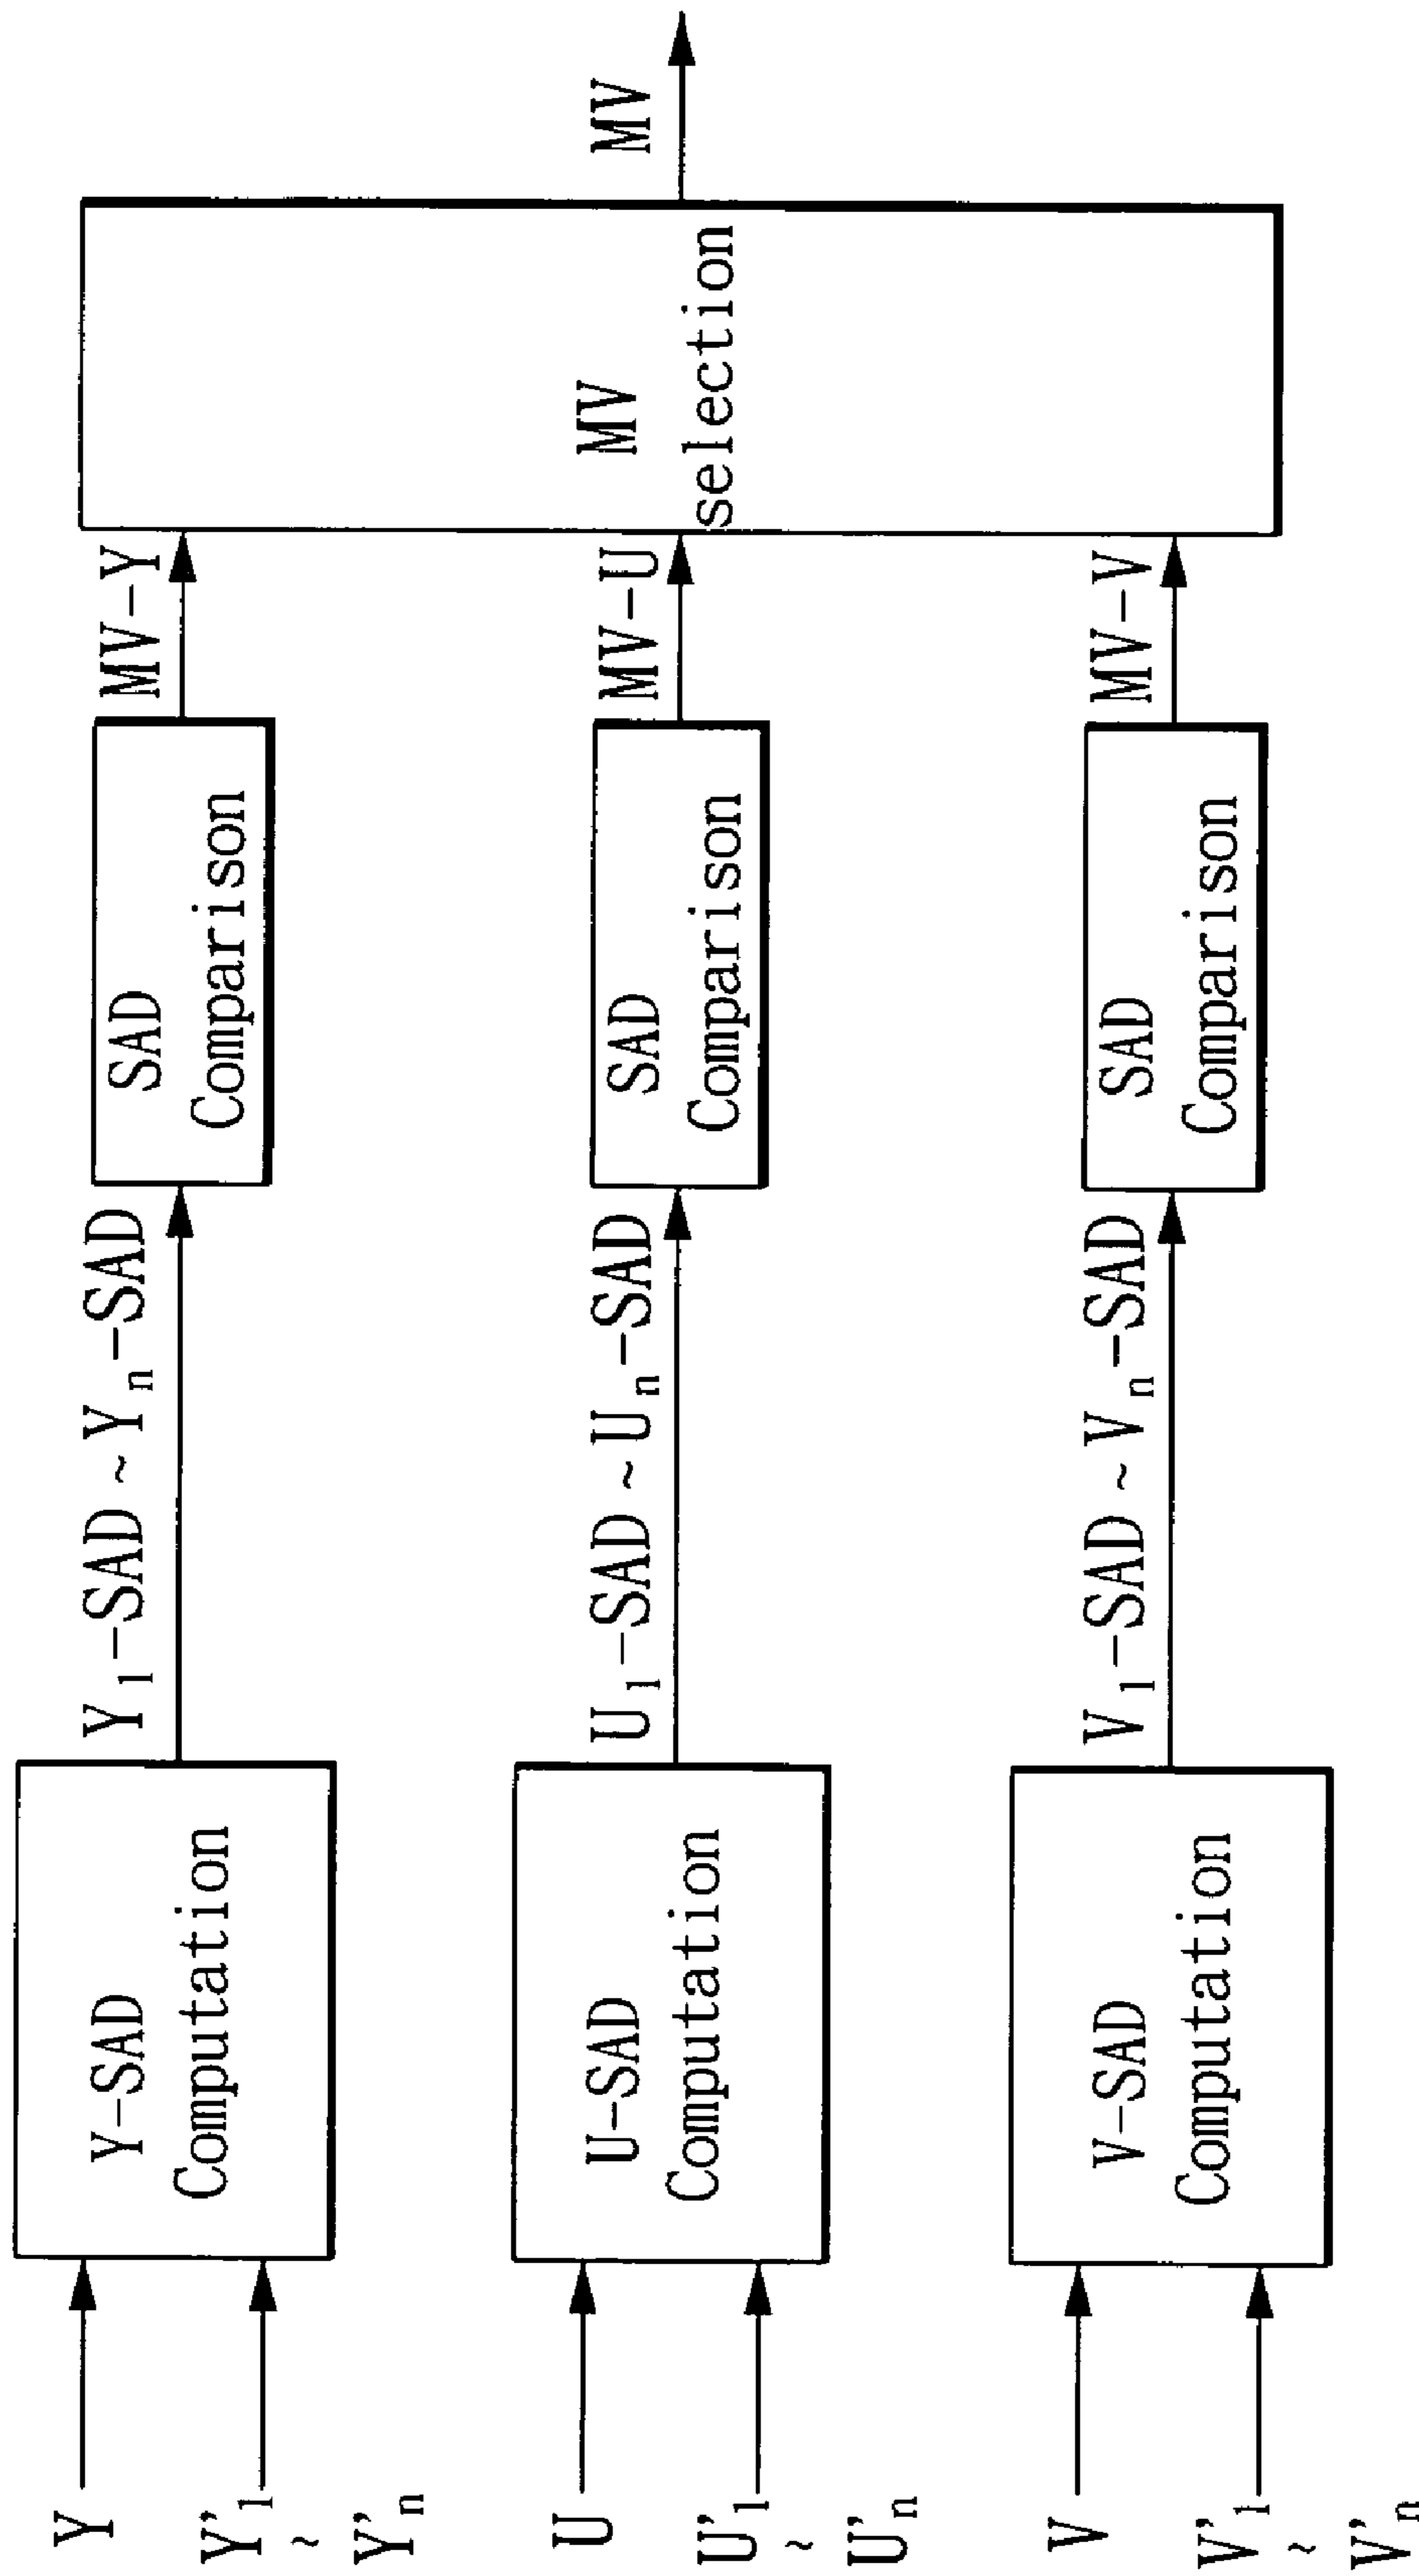 Y
Y'₁
~
Y'ₙ
Y-SAD
Computation
Y₁-SAD ~ Yₙ-SAD
SAD
Comparison
MV-Y
U
U'₁
~
U'ₙ
U-SAD
Computation
U₁-SAD ~ Uₙ-SAD
SAD
Comparison
MV-U
V
V'₁
~
V'ₙ
V-SAD
Computation
V₁-SAD ~ Vₙ-SAD
SAD
Comparison
MV-V
MV
selection
MV